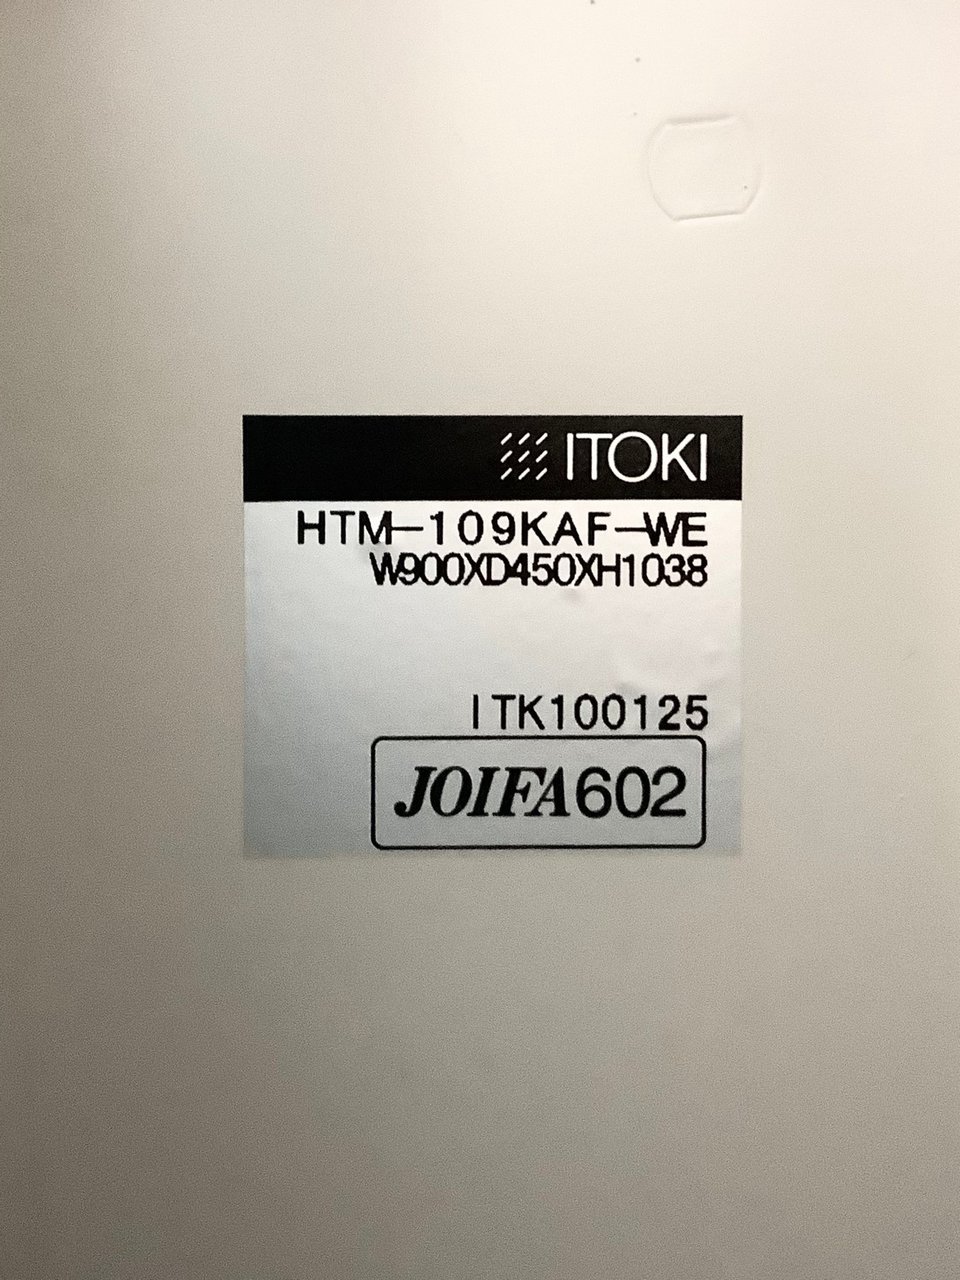 ITOKI
HTM-109KAF-WE
W900XD450XH1038
ITK100125
JOIFA602